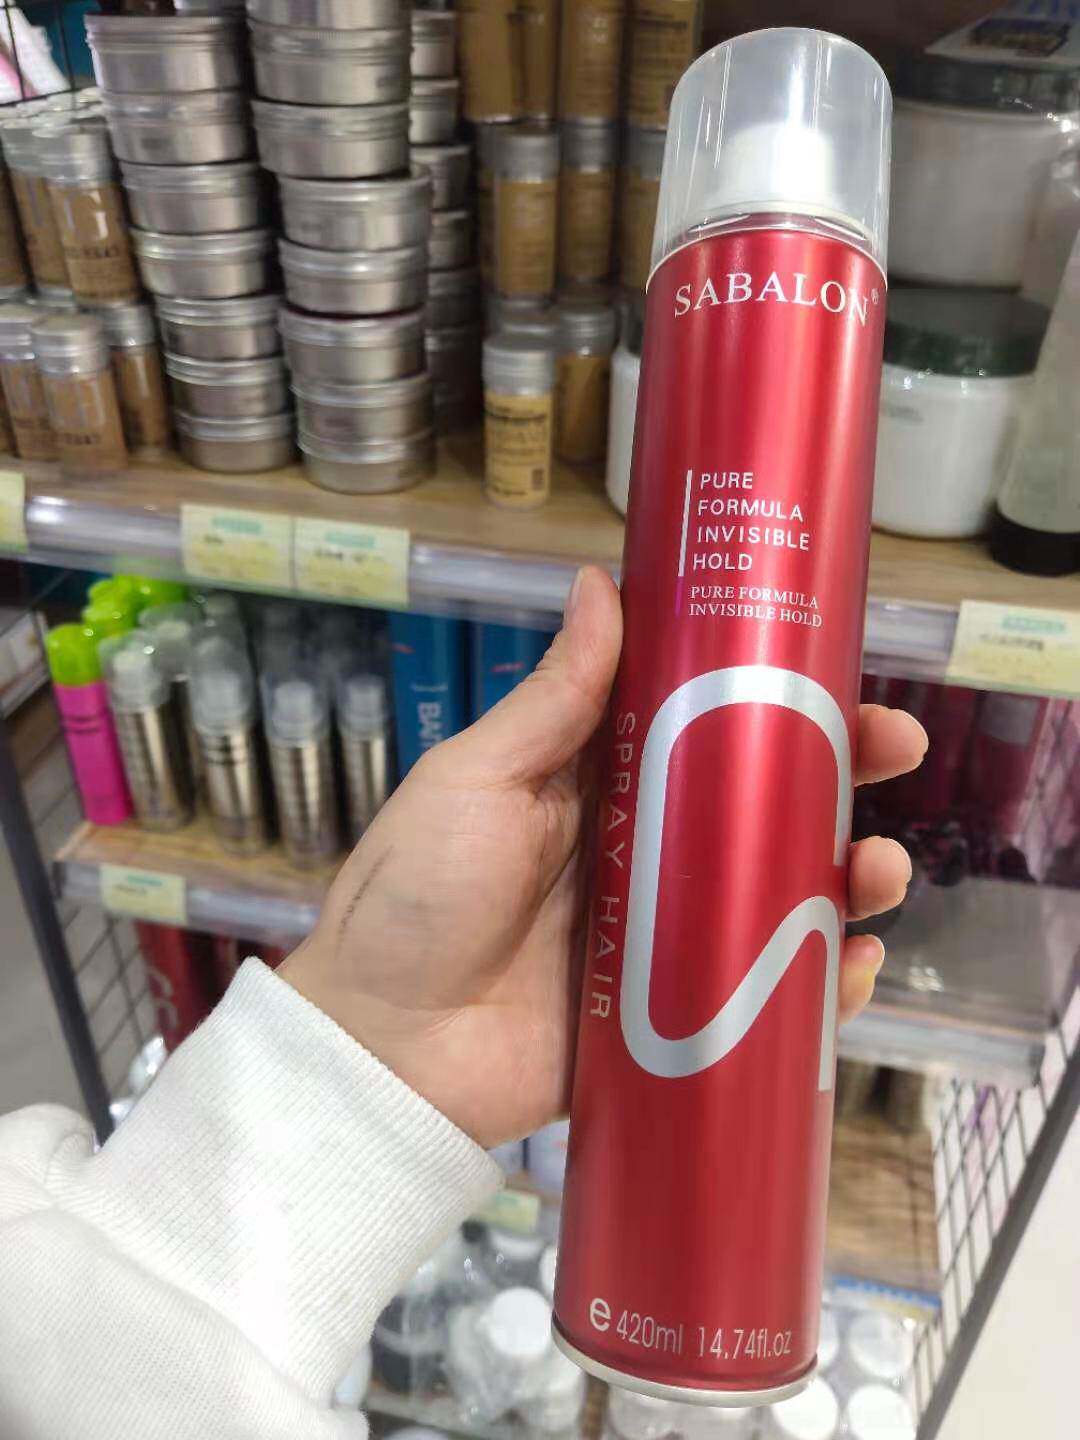 SABALON®
PURE
FORMULA
INVISIBLE
HOLD
PURE FORMULA
INVISIBLE HOLD
SPRAY HAIR
e 420ml 14.74fl.oz